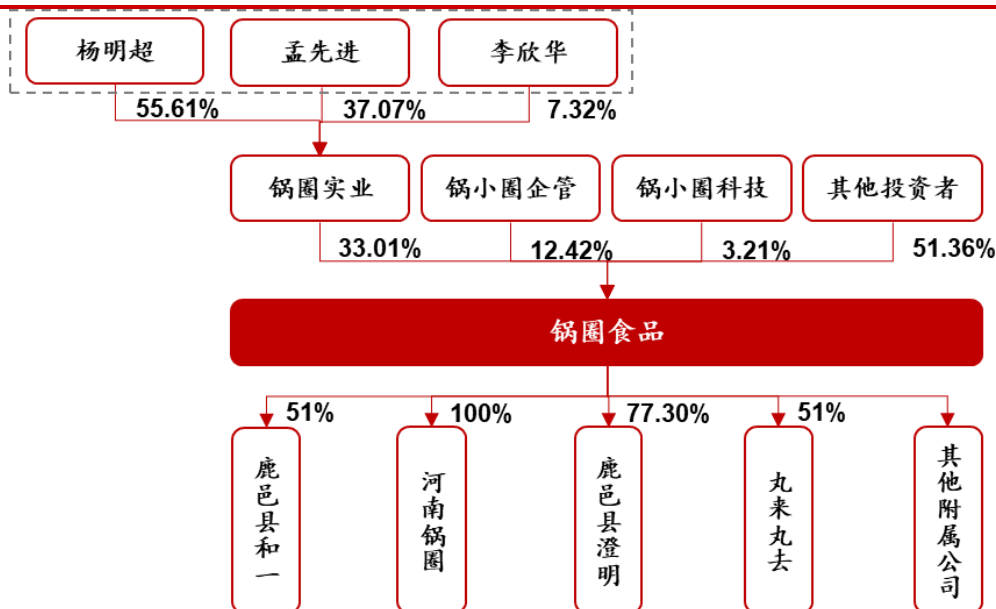 杨明超
孟先进
李欣华
55.61%
37.07%
7.32%
锅圈实业
锅小圈企管
锅小圈科技
其他投资者
33.01%
12.42%
3.21%
51.36%
锅圈食品
51%
100%
77.30%
51%
鹿邑县和一
河南锅圈
鹿邑县澄明
丸来丸去
其他附属公司